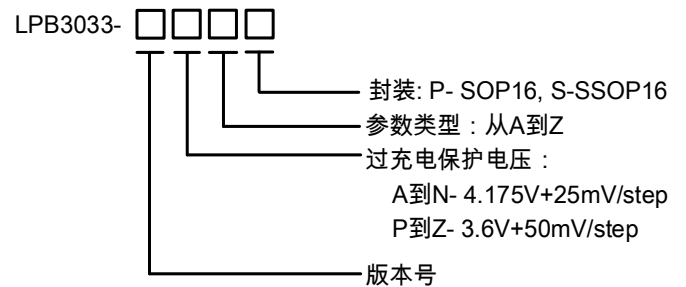 LPB3033-
封装: P- SOP16, S-SSOP16
参数类型：从A到Z
过充电保护电压：
A到N- 4.175V+25mV/step
P到Z- 3.6V+50mV/step
版本号